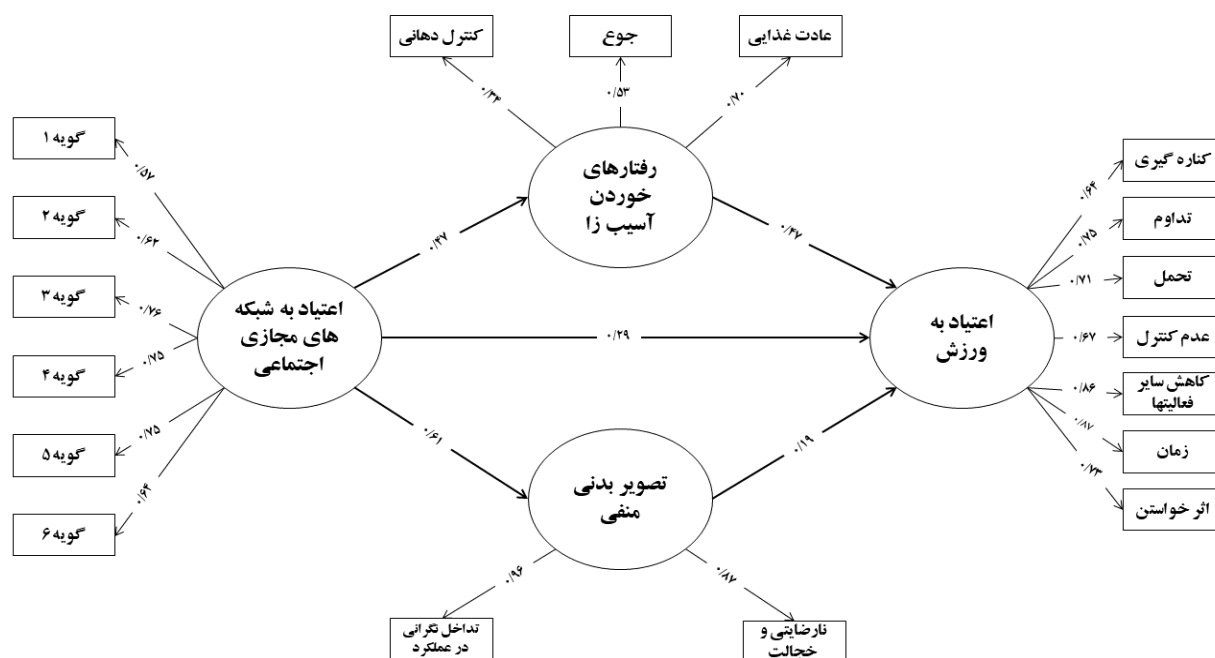 کنترل دهانی
جوع
عادت غذایی
۰/۳۴
۰/۵۳
۰/۷۰
گویه ۱
گویه ۲
گویه ۳
گویه ۴
گویه ۵
گویه ۶
۰/۵۷
۰/۶۲
۰/۷۶
۰/۷۵
۰/۷۵
۰/۶۴
رفتارهای
خوردن
آسیب زا
اعتیاد به شبکه
های مجازی
اجتماعی
تصویر بدنی
منفی
اعتیاد به
ورزش
۰/۴۷
۰/۴۷
۰/۲۹
۰/۶۱
۰/۱۹
کناره گیری
تداوم
تحمل
عدم کنترل
کاهش سایر
فعالیتها
زمان
اثر خواستن
۰/۶۴
۰/۷۵
۰/۷۱
۰/۶۷
۰/۸۶
۰/۸۷
۰/۷۳
۰/۹۶
۰/۸۷
تداخل نگرانی
در عملکرد
نارضایتی و
خجالت